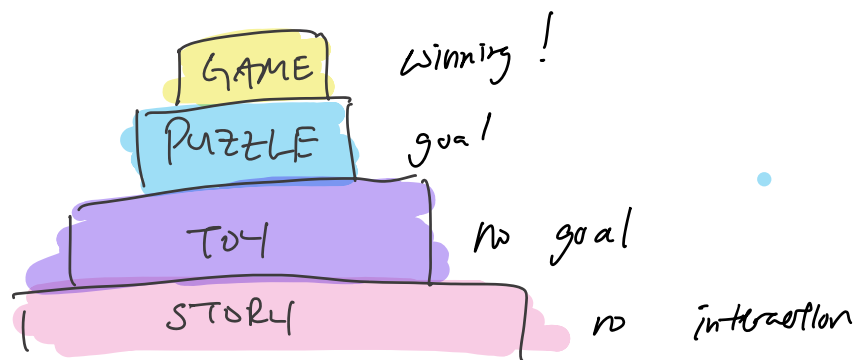 GAME winning!
PUZZLE goal
TOY no goal
STORY no interaction